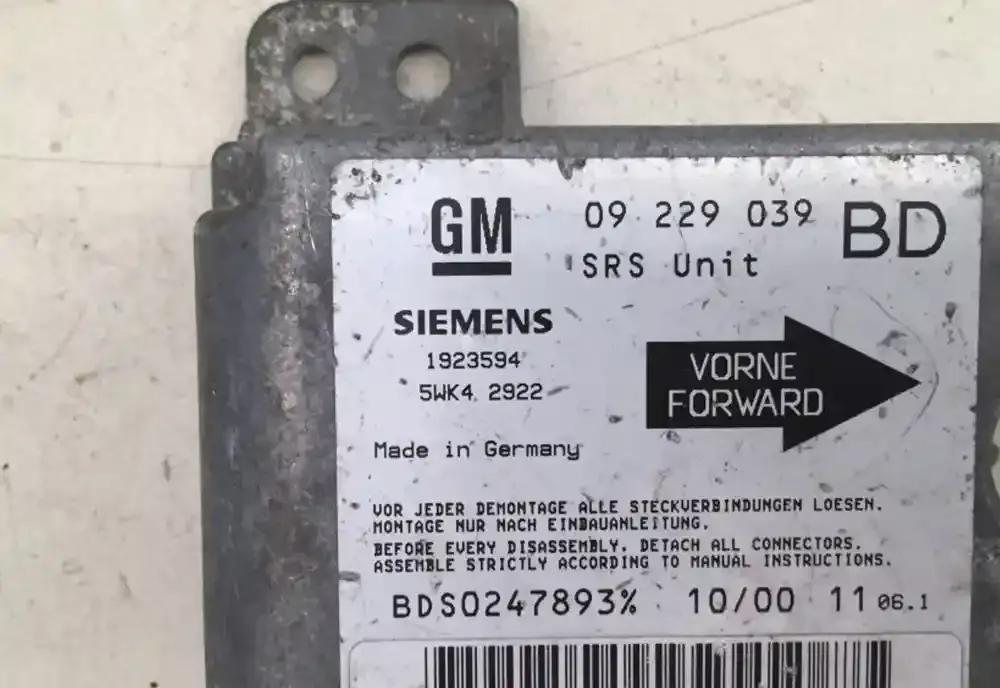 GM 09 229 039 BD
SRS Unit
SIEMENS
1923594
5WK4 2922
VORNE
FORWARD
Made in Germany
VOR JEDER DEMONTAGE ALLE STECKVERBINDUNGEN LOESEN.
MONTAGE NUR NACH EINBAUANLEITUNG.
BEFORE EVERY DISASSEMBLY, DETACH ALL CONNECTORS.
ASSEMBLE STRICTLY ACCORDING TO MANUAL INSTRUCTIONS.
BDS0247893% 10/00 11 06.1